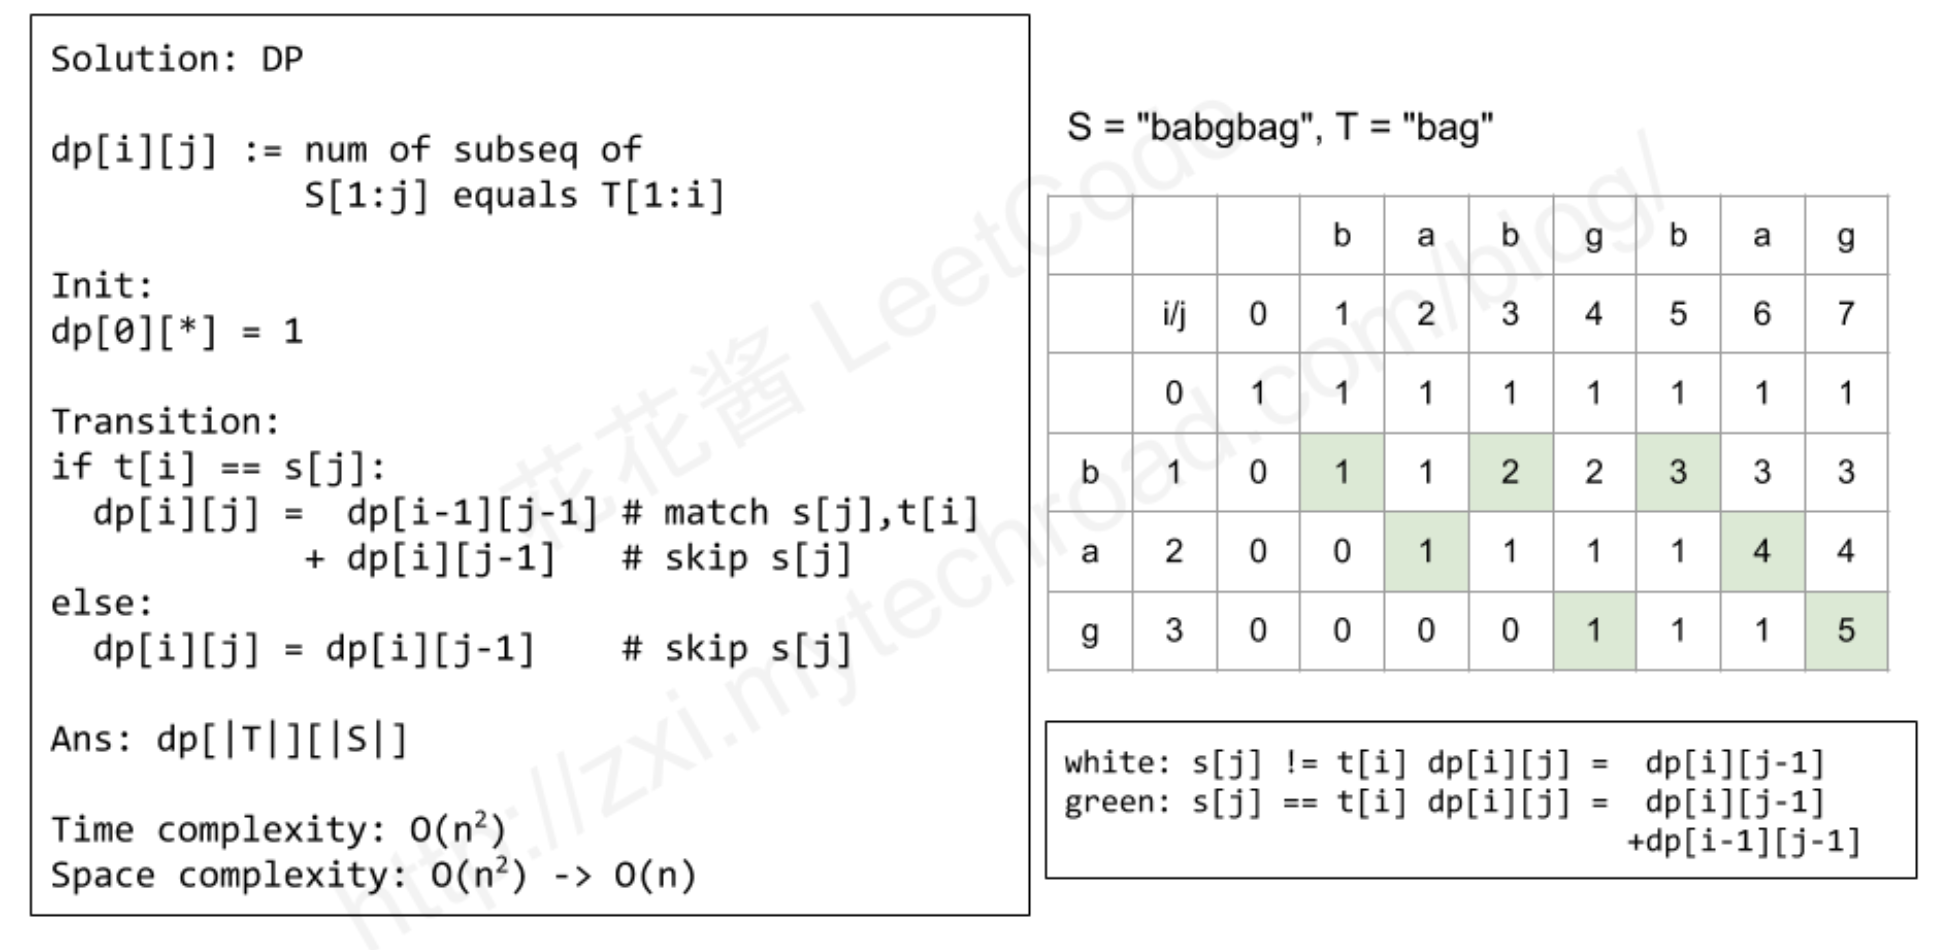 Solution: DP
dp[i][j] := num of subseq of
S[1:j] equals T[1:i]
Init:
dp[0][*] = 1
Transition:
if t[i] == s[j]:
dp[i][j] = dp[i-1][j-1] # match s[j],t[i]
+ dp[i][j-1] # skip s[j]
else:
dp[i][j] = dp[i][j-1] # skip s[j]
Ans: dp[|T|][|S|]
Time complexity: O(n²)
Space complexity: O(n²) -> O(n)
S = "babgbag", T = "bag"
b a b g b a g
i/j 0 1 2 3 4 5 6 7
0 1 1 1 1 1 1 1 1
b 1 0 1 1 2 2 3 3 3
a 2 0 0 1 1 1 1 4 4
g 3 0 0 0 0 1 1 1 5
white: s[j] != t[i] dp[i][j] = dp[i][j-1]
green: s[j] == t[i] dp[i][j] = dp[i][j-1]
+dp[i-1][j-1]
花花酱 LeetCode
http://zxi.mytechroad.com/blog/